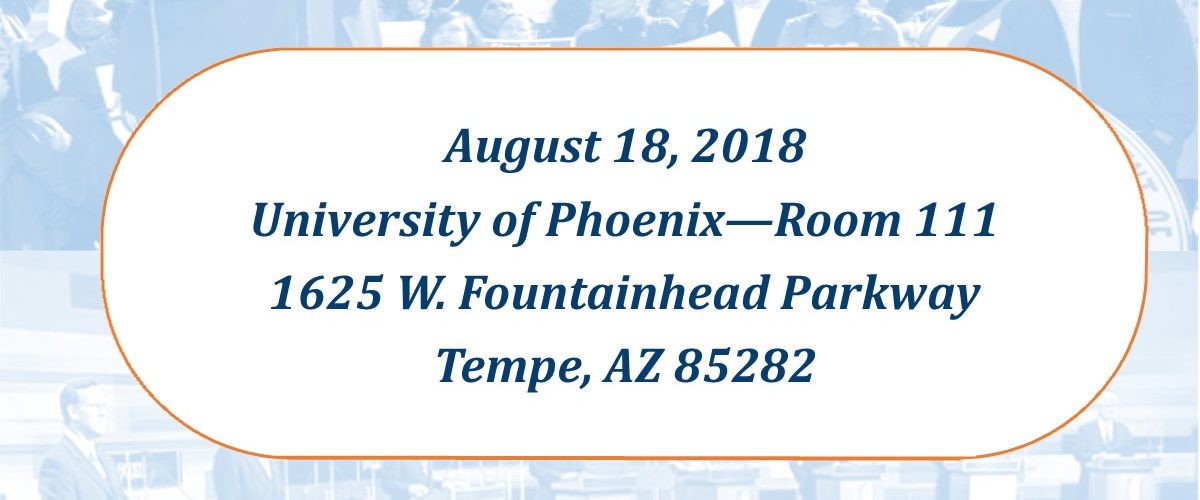 August 18, 2018
University of Phoenix—Room 111
1625 W. Fountainhead Parkway
Tempe, AZ 85282